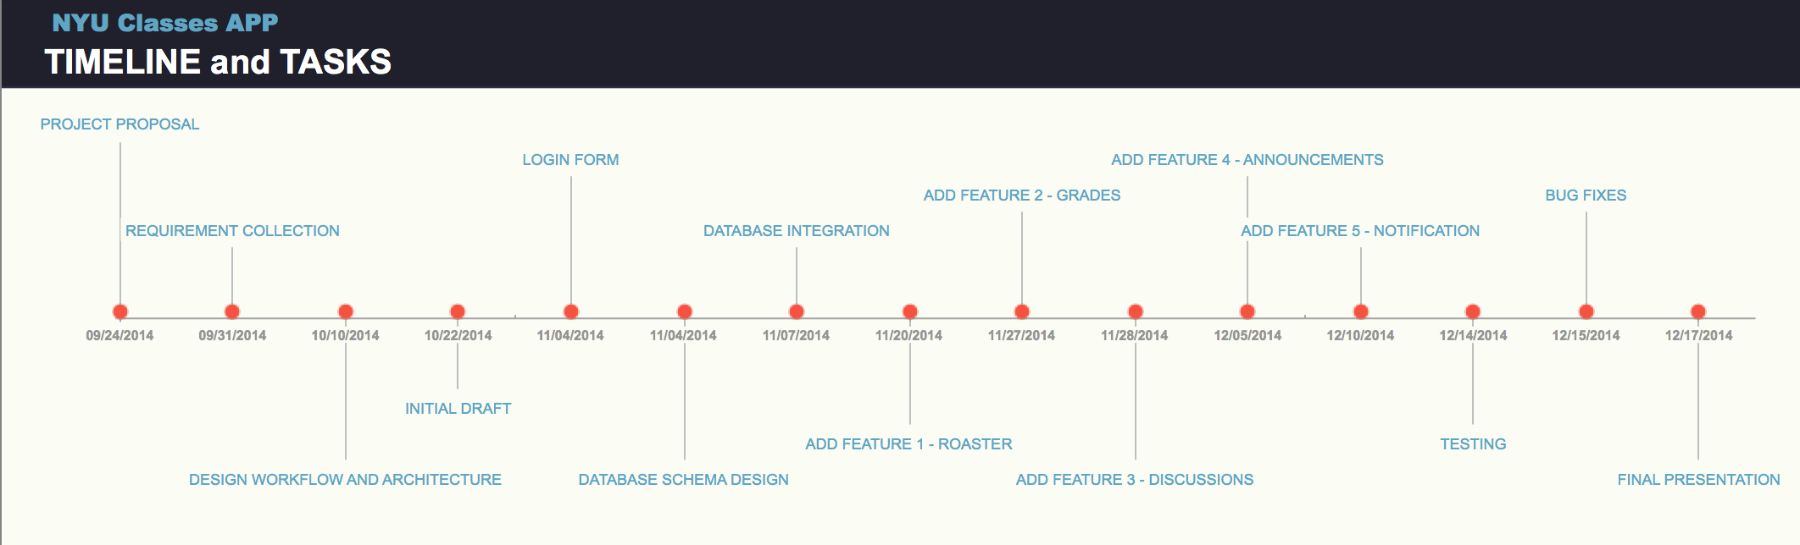 NYU Classes APP
TIMELINE and TASKS
PROJECT PROPOSAL
LOGIN FORM
ADD FEATURE 4 - ANNOUNCEMENTS
ADD FEATURE 2 - GRADES
BUG FIXES
REQUIREMENT COLLECTION
DATABASE INTEGRATION
ADD FEATURE 5 - NOTIFICATION
09/24/2014 09/31/2014 10/10/2014 10/22/2014 11/04/2014 11/04/2014 11/07/2014 11/20/2014 11/27/2014 11/28/2014 12/05/2014 12/10/2014 12/14/2014 12/15/2014 12/17/2014
INITIAL DRAFT
ADD FEATURE 1 - ROASTER
TESTING
DESIGN WORKFLOW AND ARCHITECTURE
DATABASE SCHEMA DESIGN
ADD FEATURE 3 - DISCUSSIONS
FINAL PRESENTATION